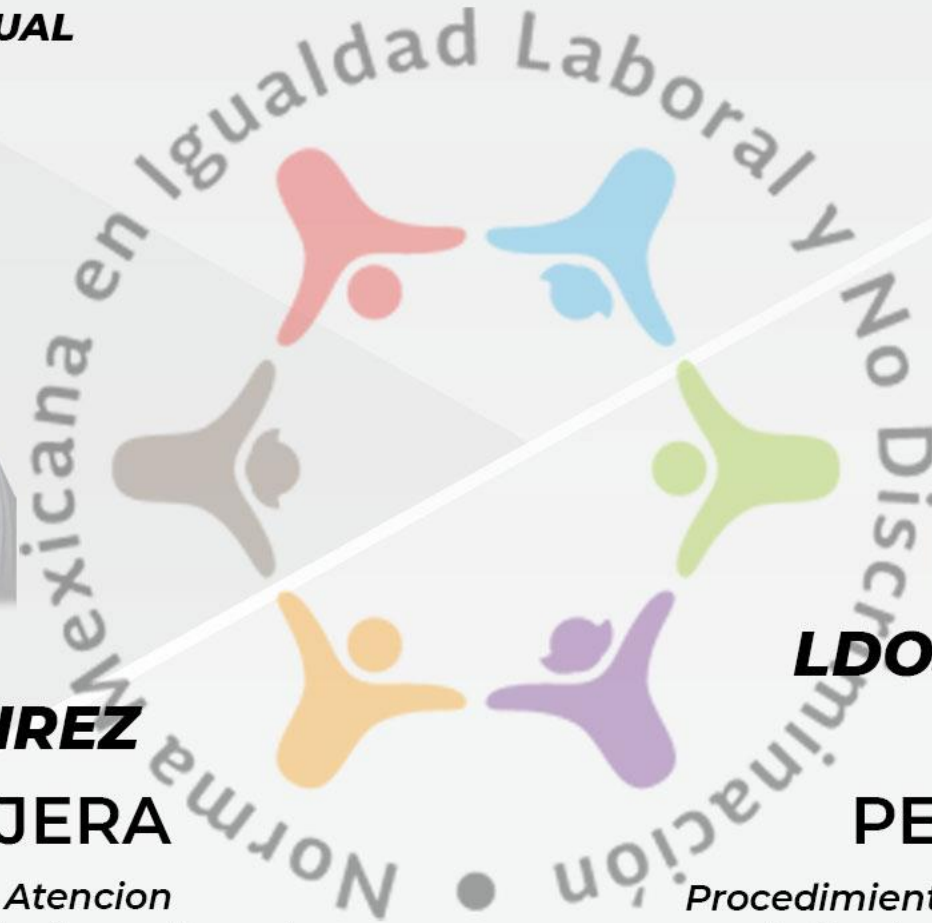 UAL
Norma Mexicana en Igualdad Laboral y No Discriminación
LDO
IREZ
JERA
PE
Atencion
Procedimient